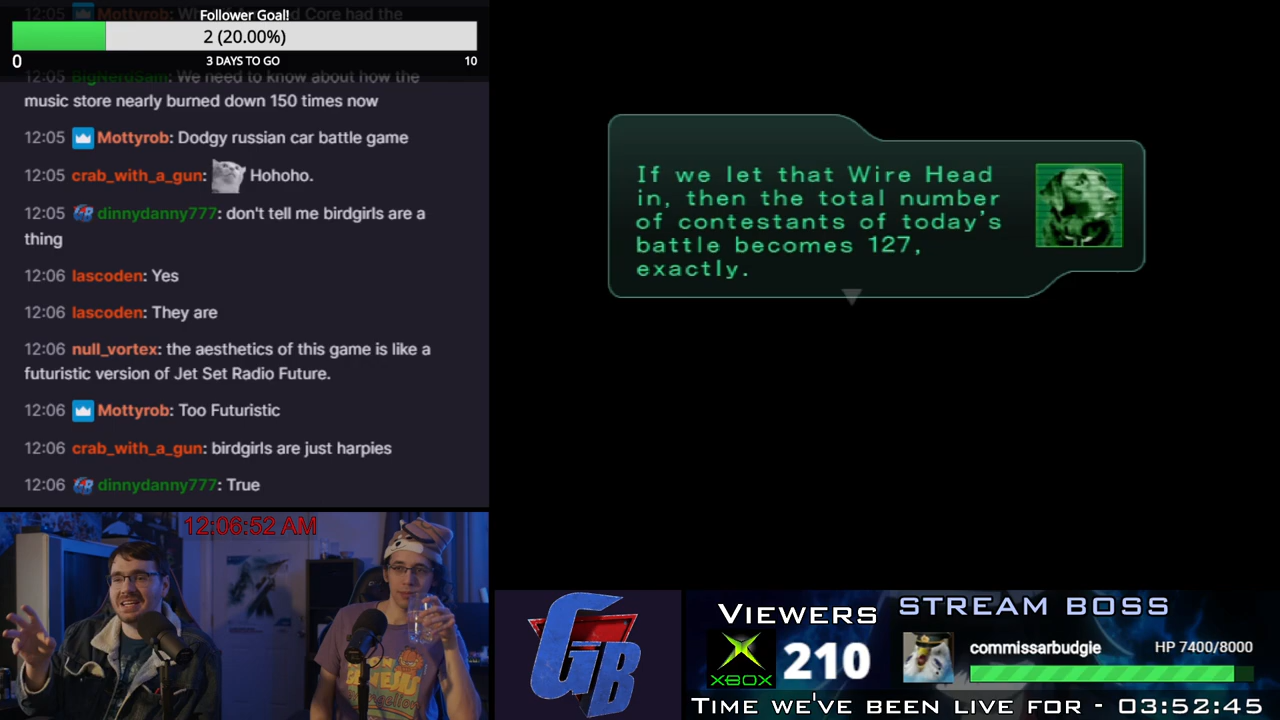 Follower Goal!
2 (20.00%)
0
3 DAYS TO GO
10
12:05 BigNerdSam: We need to know about how the
music store nearly burned down 150 times now
12:05 Mottyrob: Dodgy russian car battle game
12:05 crab_with_a_gun: Hohoho.
12:05 dinnydanny777: don't tell me birdgirls are a
thing
12:06 lascoden: Yes
12:06 lascoden: They are
12:06 null_vortex: the aesthetics of this game is like a
futuristic version of Jet Set Radio Future.
12:06 Mottyrob: Too Futuristic
12:06 crab_with_a_gun: birdgirls are just harpies
12:06 dinnydanny777: True
12:06:52 AM
If we let that Wire Head
in, then the total number
of contestants of today's
battle becomes 127,
exactly.
GB
VIEWERS
XBOX
210
STREAM BOSS
commissarbudgie HP 7400/8000
TIME WE'VE BEEN LIVE FOR - 03:52:45